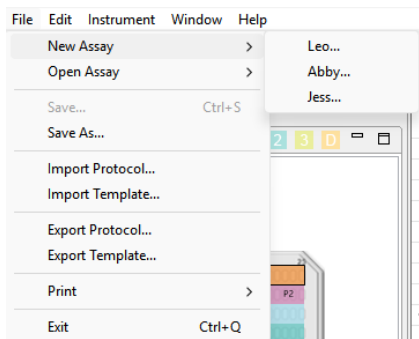 File Edit Instrument Window Help
New Assay >
Leo...
Open Assay >
Abby...
Jess...
Save... Ctrl+S
Save As...
2 3 D
Import Protocol...
Import Template...
Export Protocol...
Export Template...
Print >
P2
Exit Ctrl+Q